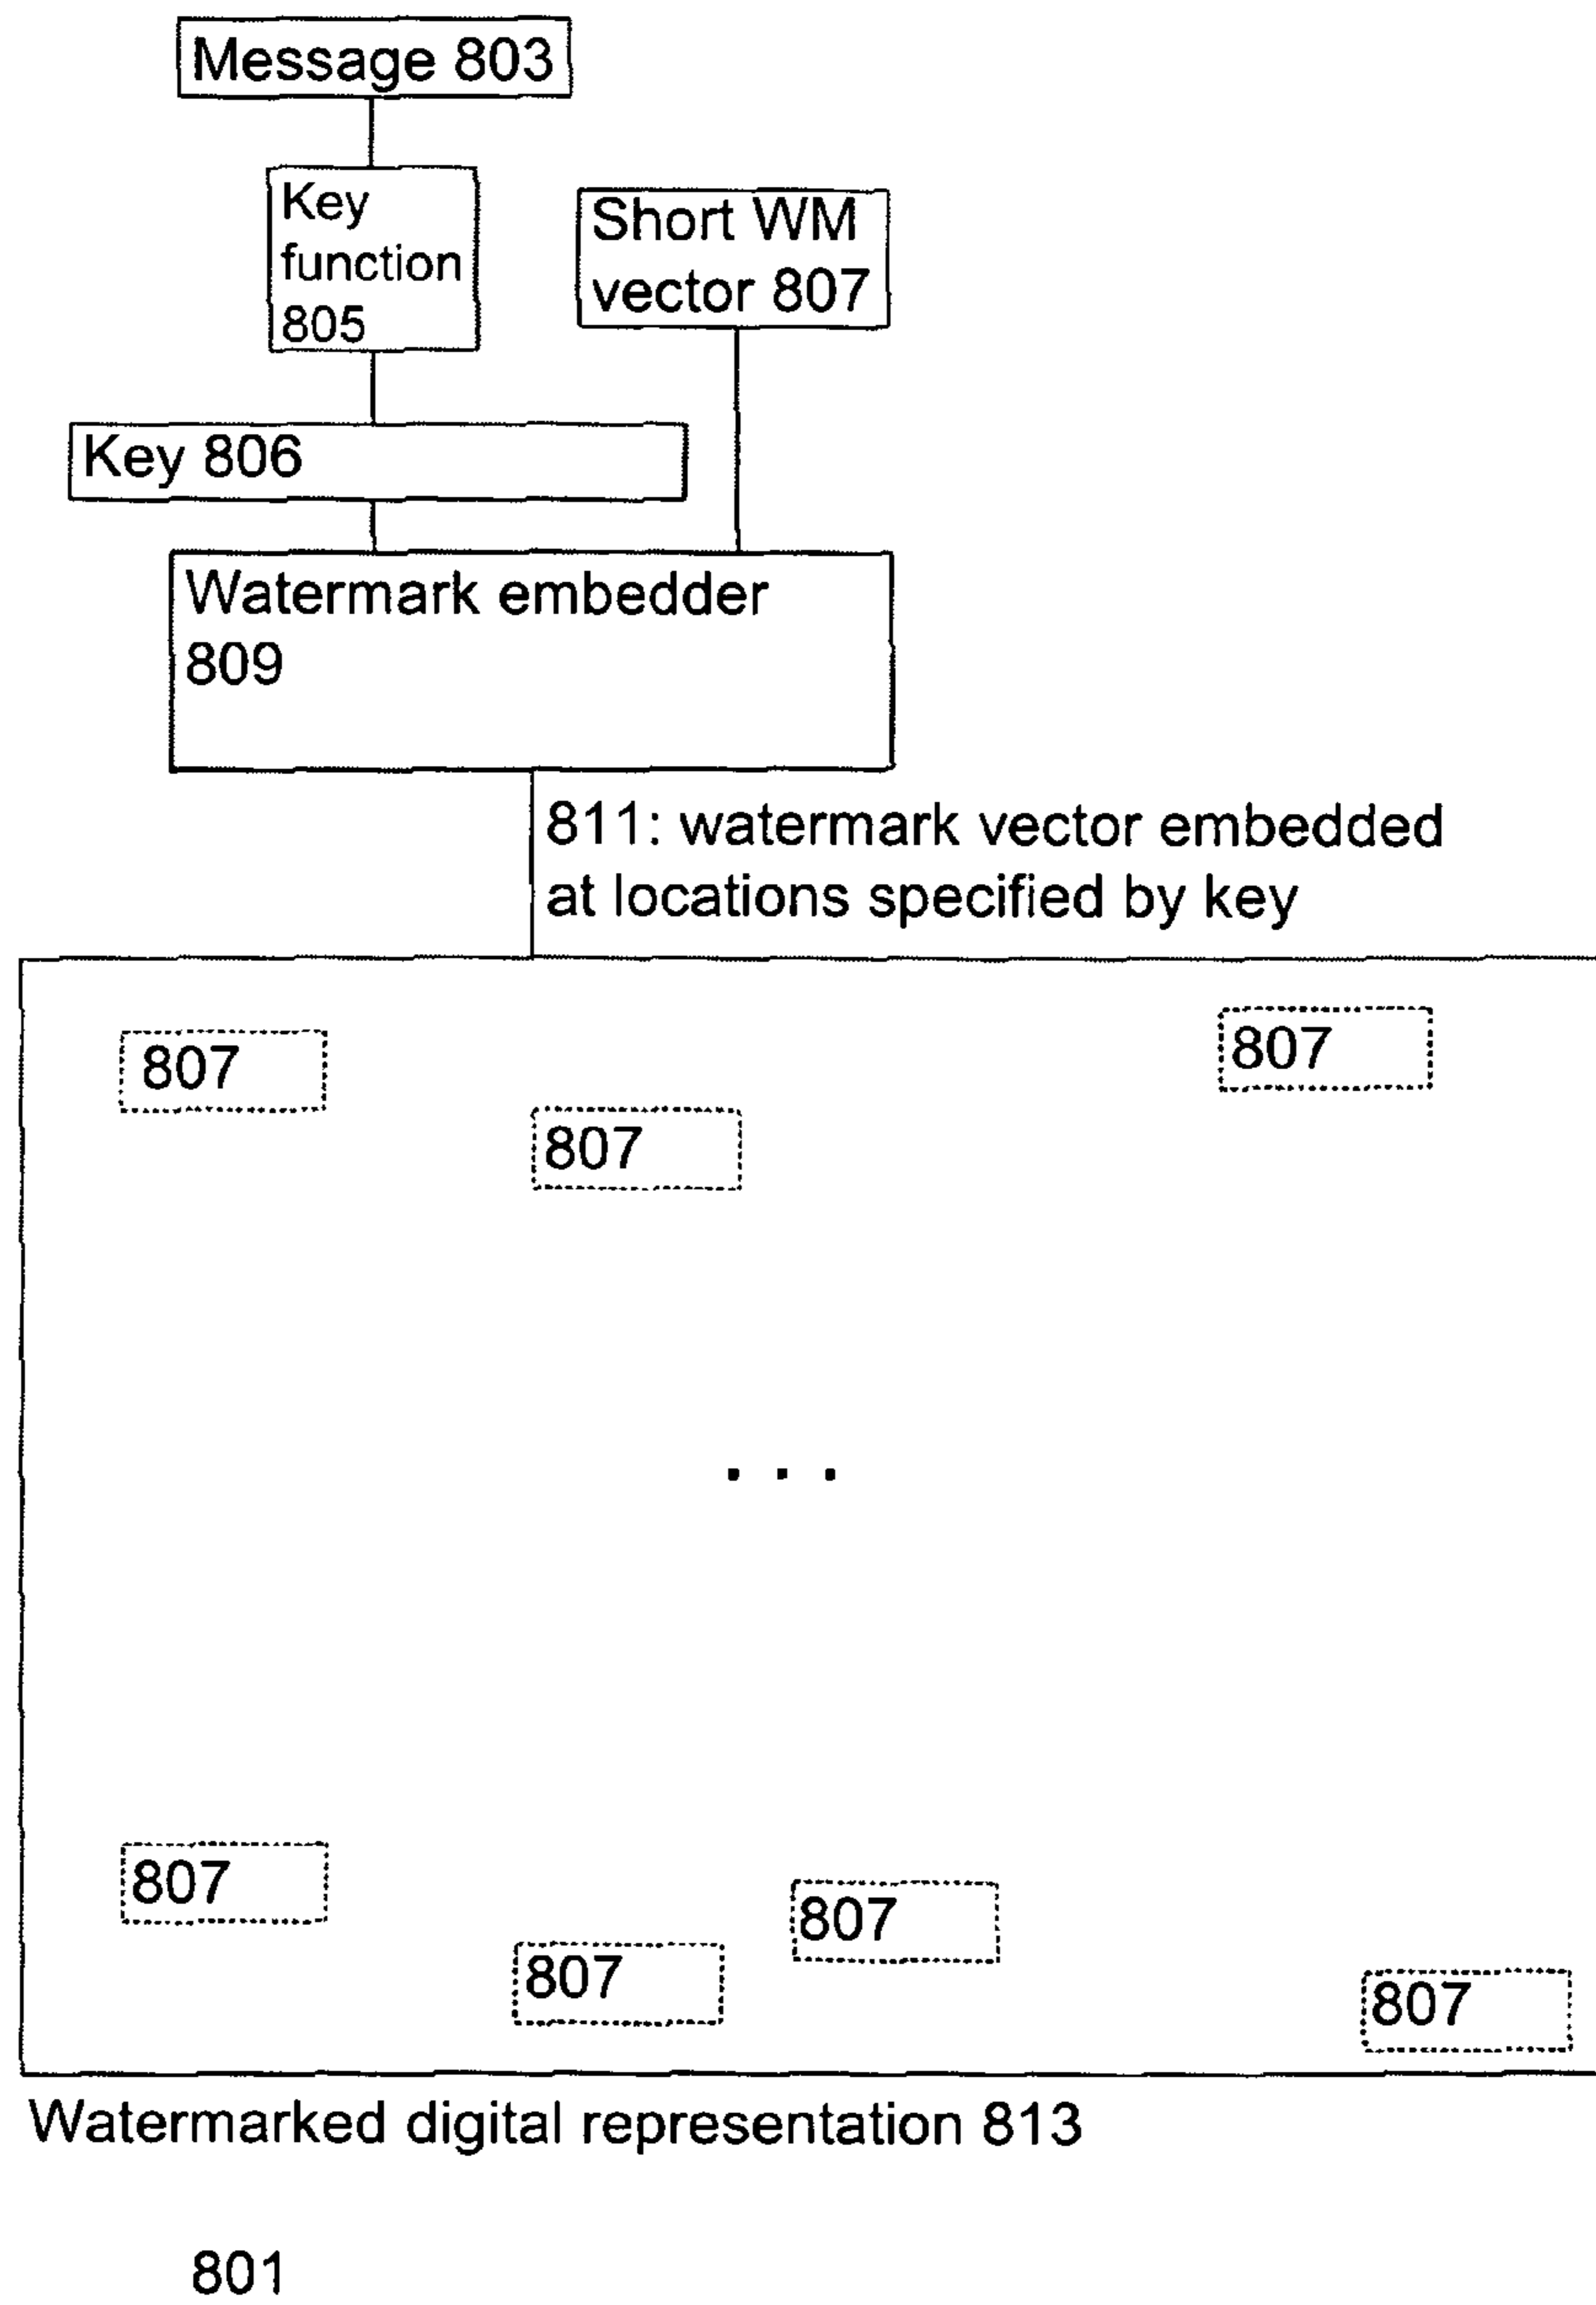 Message 803
Key
function
805
Short WM
vector 807
Key 806
Watermark embedder
809
811: watermark vector embedded
at locations specified by key
807
807
807
. . .
807
807
807
807
Watermarked digital representation 813
801